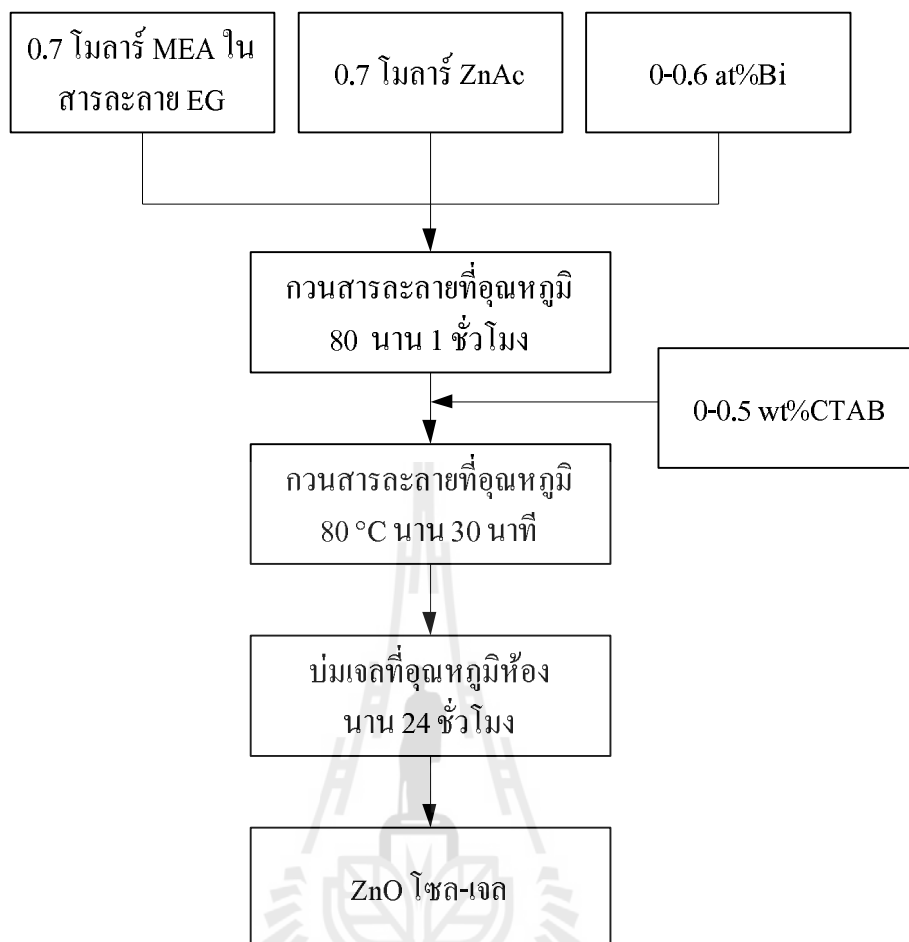 0.7 โมลาร์ MEA ใน
สารละลาย EG
0.7 โมลาร์ ZnAc
0-0.6 at%Bi
กวนสารละลายที่อุณหภูมิ
80 นาน 1 ชั่วโมง
0-0.5 wt%CTAB
กวนสารละลายที่อุณหภูมิ
80 °C นาน 30 นาที
บ่มเจลที่อุณหภูมิห้อง
นาน 24 ชั่วโมง
ZnO โซล-เจล